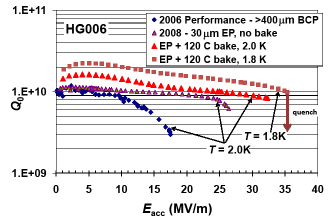 1.E+11
HG006
2006 Performance - >400 µm BCP
2008 - 30 µm EP, no bake
EP + 120 C bake, 2.0 K
EP + 120 C bake, 1.8 K
Q0
1.E+10
quench
T = 1.8K
T = 2.0K
1.E+09
0 5 10 15 20 25 30 35 40
Eacc (MV/m)